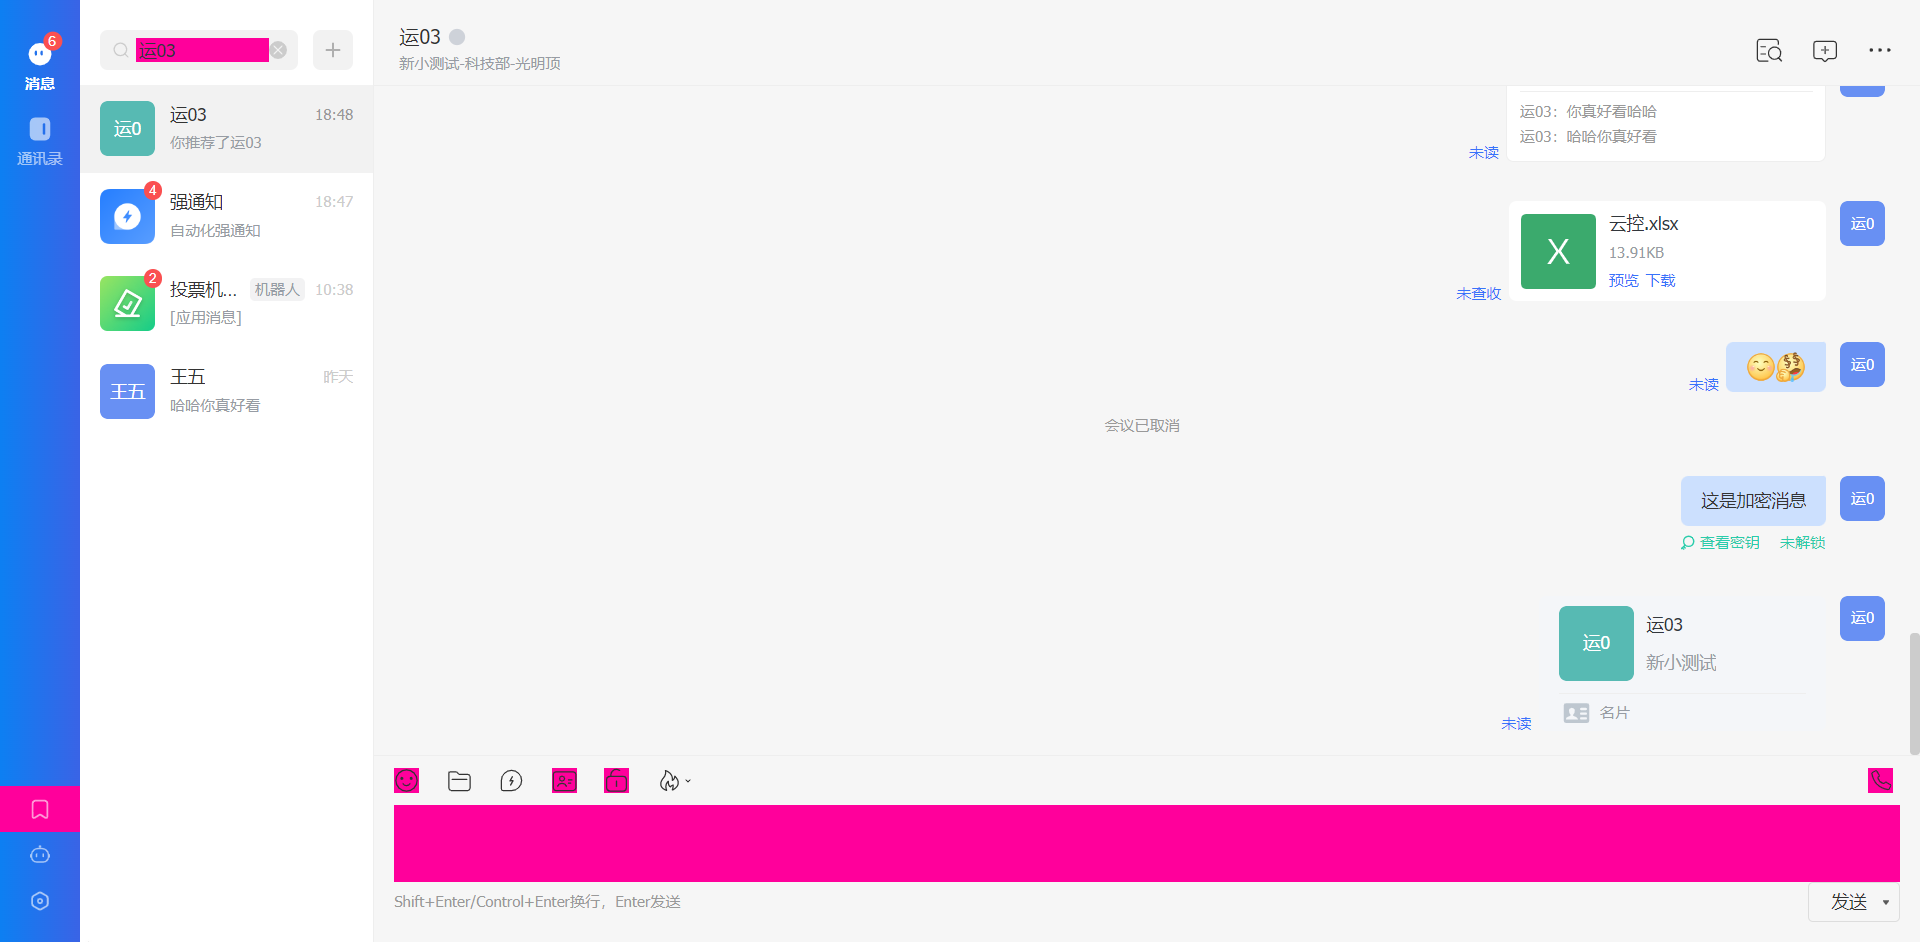 6
消息
通讯录
运03
运0
运03
18:48
你推荐了运03
4
强通知
18:47
自动化强通知
2
投票机...
机器人
10:38
[应用消息]
王五
王五
昨天
哈哈你真好看
运03
新小测试-科技部-光明顶
运03：你真好看哈哈
运03：哈哈你真好看
未读
X
云控.xlsx
13.91KB
预览 下载
未查收
运0
未读
运0
会议已取消
这是加密消息
运0
查看密钥 未解锁
运0
运03
新小测试
名片
未读
运0
Shift+Enter/Control+Enter换行，Enter发送
发送